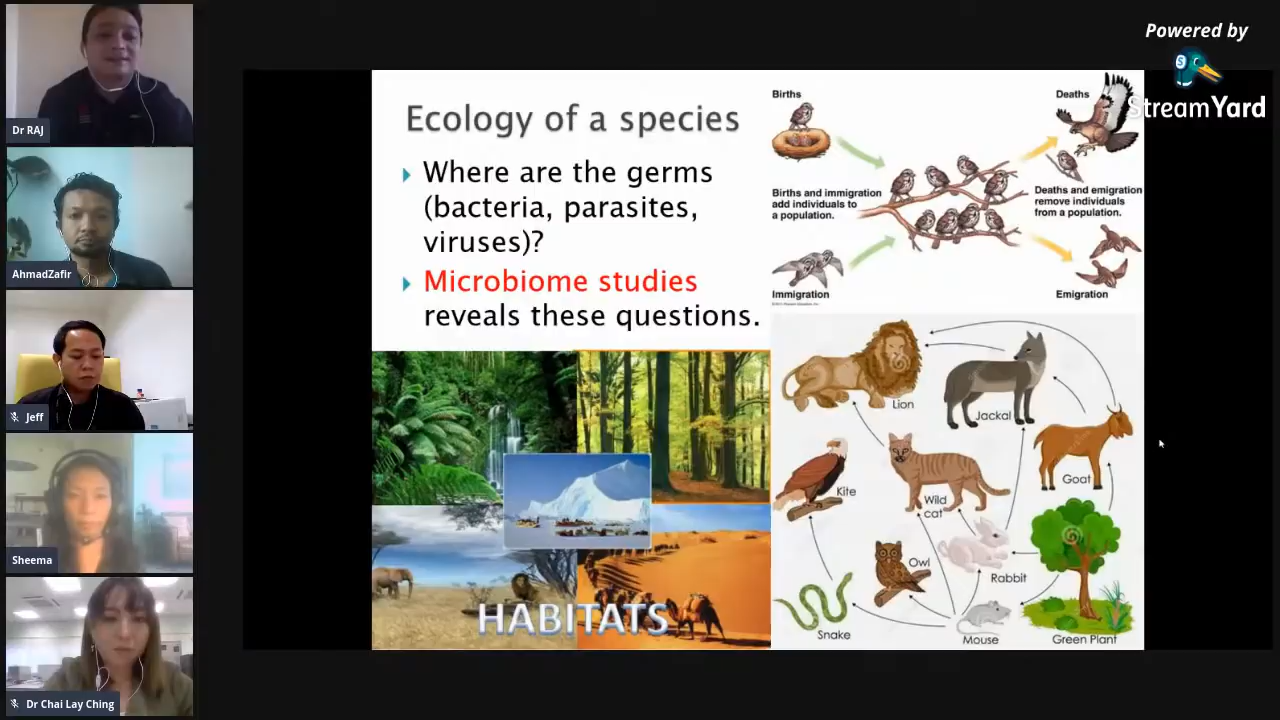 Powered by
StreamYard
Dr RAJ
AhmadZafir
Jeff
Sheema
Dr Chai Lay Ching
Ecology of a species
Where are the germs
(bacteria, parasites,
viruses)?
Microbiome studies
reveals these questions.
HABITATS
Births
Deaths
Births and immigration
add individuals to
a population.
Deaths and emigration
remove individuals
from a population.
Immigration
Emigration
Lion
Jackal
Kite
Wild
cat
Goat
Owl
Rabbit
Snake
Mouse
Green Plant